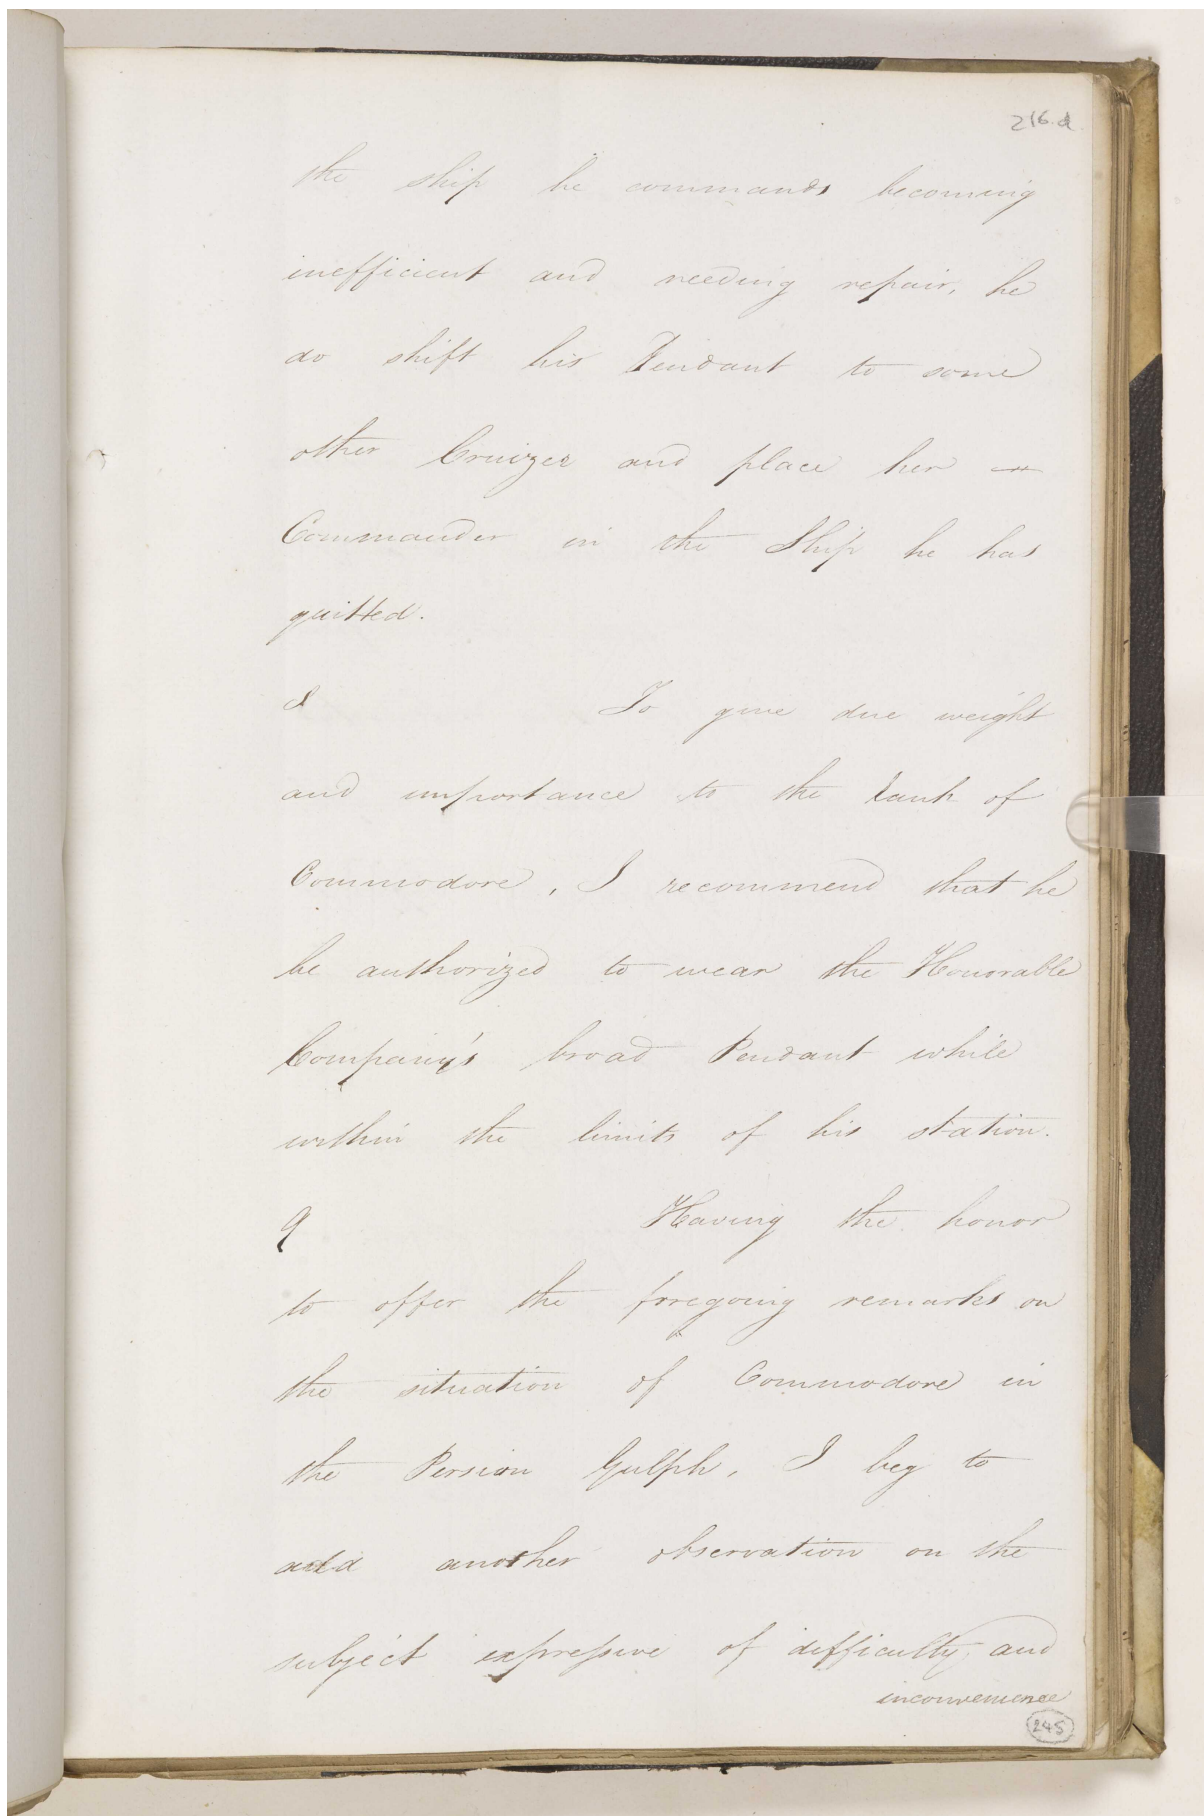 216.a
the ship he commands becoming
inefficient and needing repair, he
do shift his Pendant to some
other Cruizer and place her
Commander in the Ship he has
quitted.
8 To give due weight
and importance to the rank of
Commodore, I recommend that he
be authorized to wear the Honorable
Company's broad Pendant while
within the limits of his station.
9 Having the honor
to offer the foregoing remarks on
the situation of Commodore in
the Persian Gulph, I beg to
add another observation on the
subject expressive of difficulty and
inconvenience
245